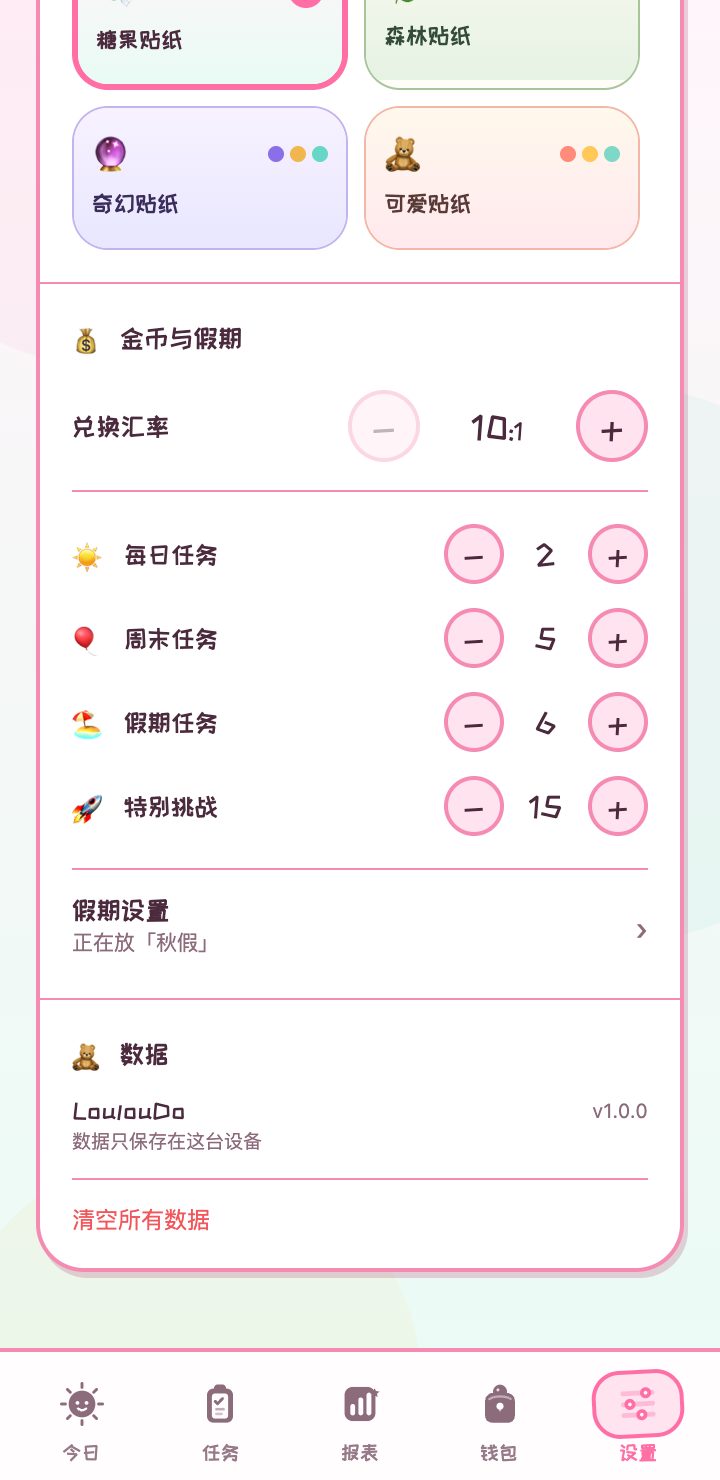 糖果贴纸
森林贴纸
奇幻贴纸
可爱贴纸
金币与假期
兑换汇率
− 10:1 +
每日任务 − 2 +
周末任务 − 5 +
假期任务 − 6 +
特别挑战 − 15 +
假期设置
正在放「秋假」 ›
数据
LoulouDo v1.0.0
数据只保存在这台设备
清空所有数据
今日 任务 报表 钱包 设置